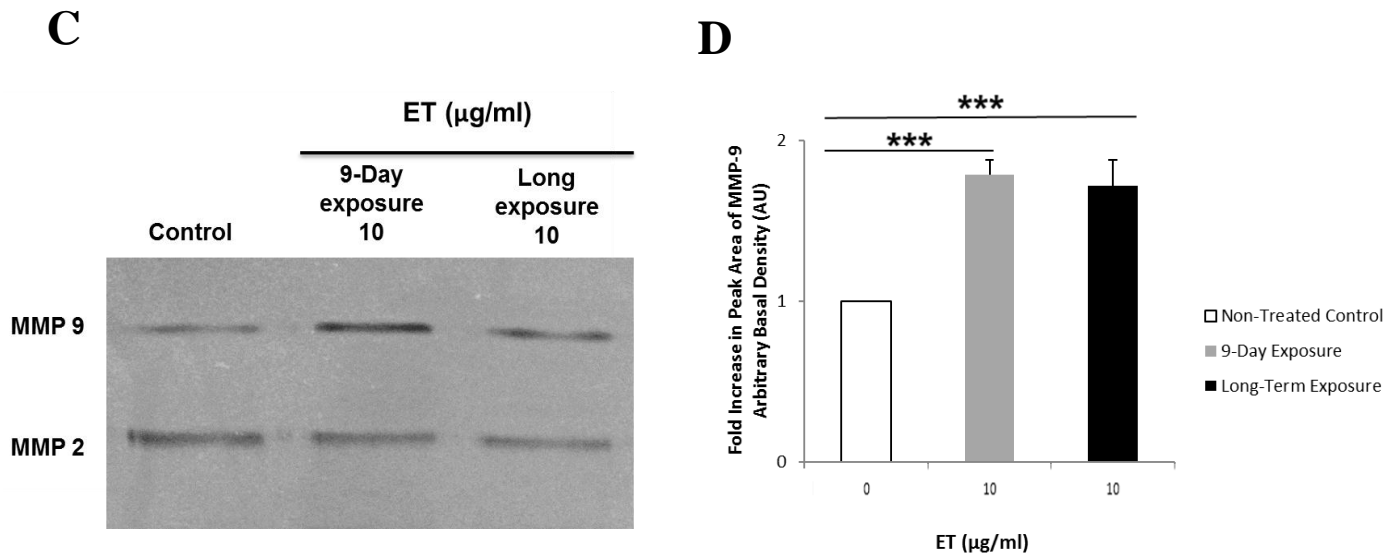 C
ET (µg/ml)
Control
9-Day
exposure
10
Long
exposure
10
MMP 9
MMP 2
D
Fold Increase in Peak Area of MMP-9
Arbitrary Basal Density (AU)
2
1
0
***
***
0
10
10
ET (µg/ml)
Non-Treated Control
9-Day Exposure
Long-Term Exposure